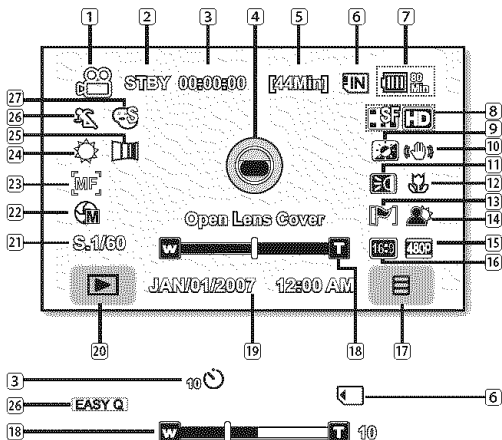 1 2 3 4 5 6 7
STBY 00:00:00 [44Min] IN 80 Min
27 8
SF HD
26 S 9
25 10
24 11
23 [MF] 12
13
22 M 14
Open Lens Cover
21 S.1/60 16:9 480P 15
W T 16
JAN/01/2007 12:00 AM
20 19 18 17
3 10 6
26 EASY Q
18 W T 10